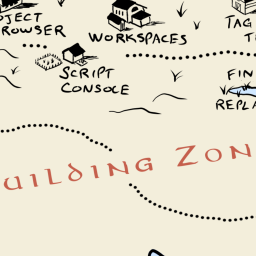 OJECT
ROWSER
WORKSPACES
TAG
T
SCRIPT
CONSOLE
FIN
REPLA
UILDING ZON